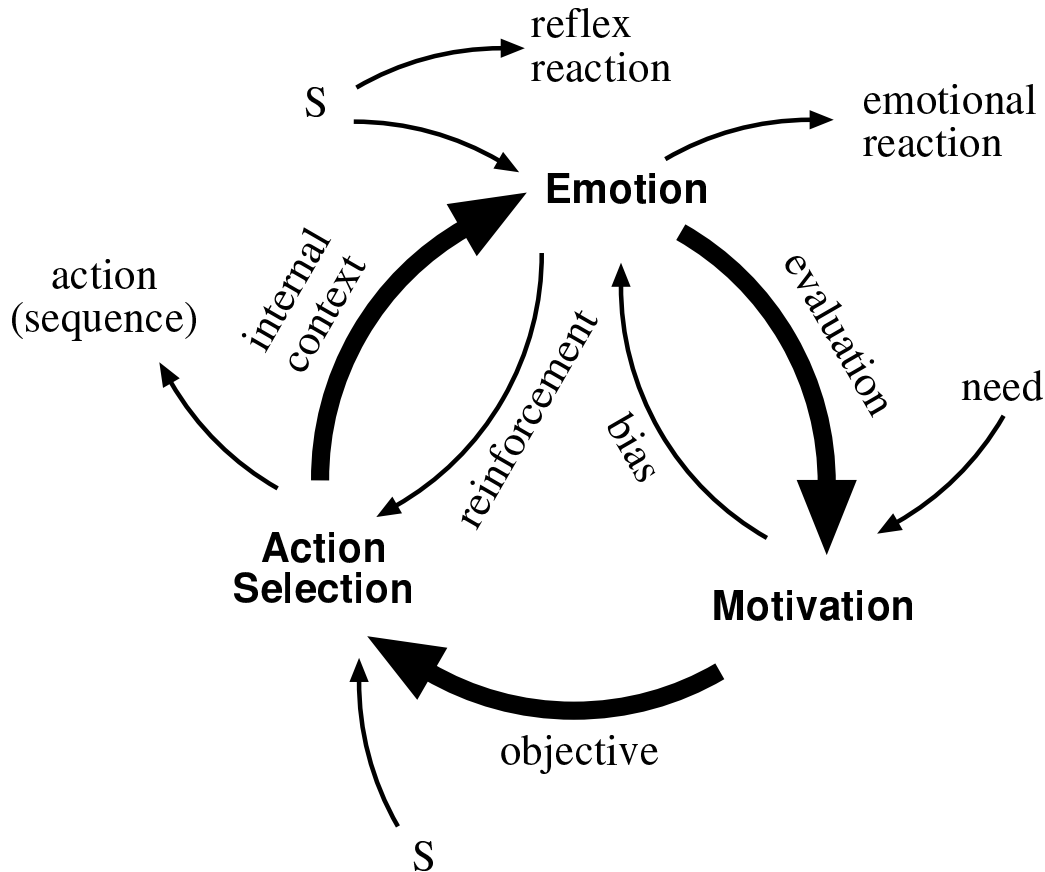 reflex
reaction
S
emotional
reaction
Emotion
internal
context
evaluation
action
(sequence)
reinforcement
bias
need
Action
Selection
Motivation
objective
S